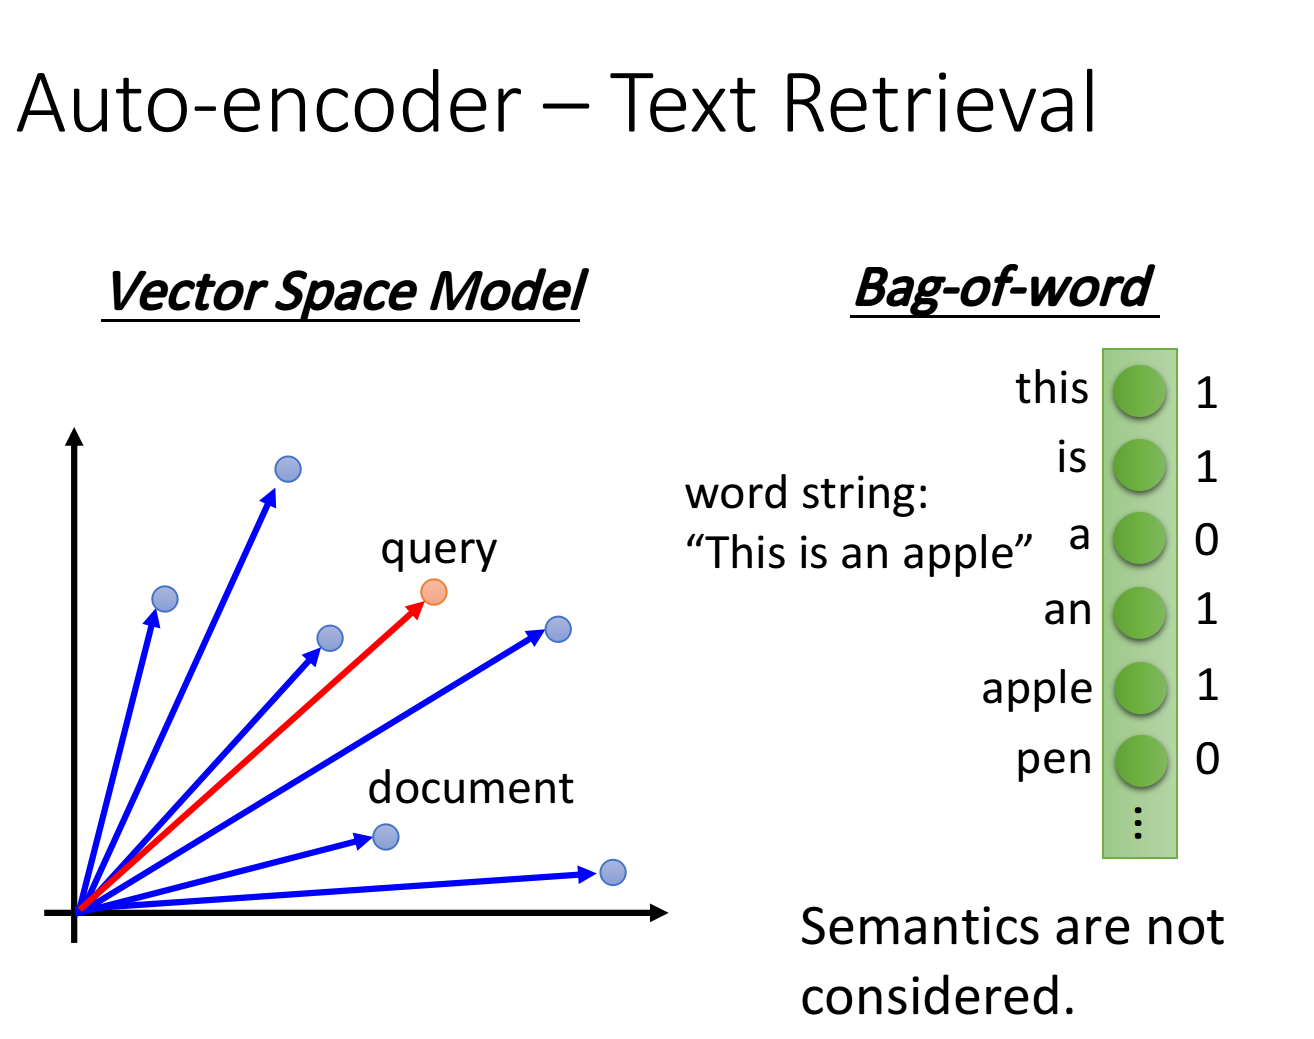 Auto-encoder – Text Retrieval
Vector Space Model
query
document
Bag-of-word
word string:
“This is an apple”
this 1
is 1
a 0
an 1
apple 1
pen 0
…
Semantics are not
considered.